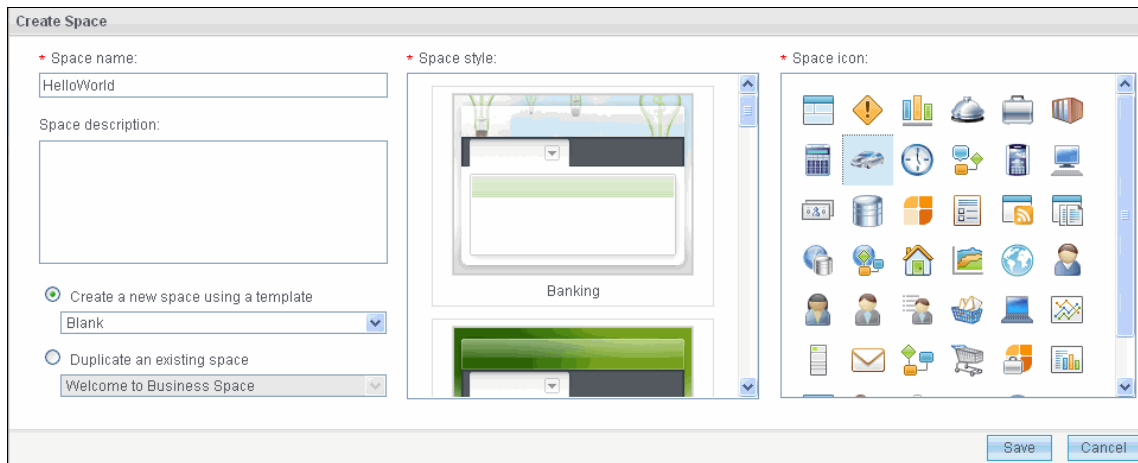 Create Space
* Space name:
HelloWorld
Space description:
Create a new space using a template
Blank
Duplicate an existing space
Welcome to Business Space
* Space style:
Banking
* Space icon:
Save
Cancel